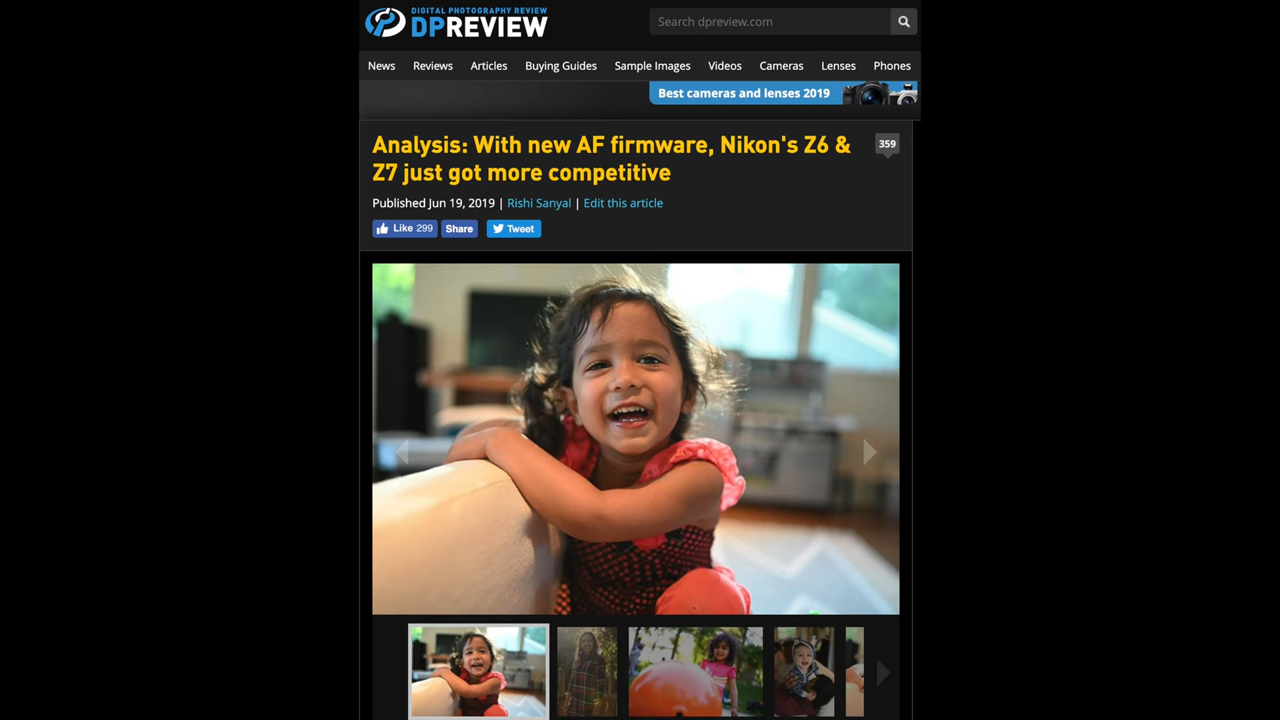 DIGITAL PHOTOGRAPHY REVIEW
DPREVIEW
Search dpreview.com
News Reviews Articles Buying Guides Sample Images Videos Cameras Lenses Phones
Best cameras and lenses 2019
Analysis: With new AF firmware, Nikon's Z6 &
Z7 just got more competitive
359
Published Jun 19, 2019 | Rishi Sanyal | Edit this article
Like 299 Share Tweet